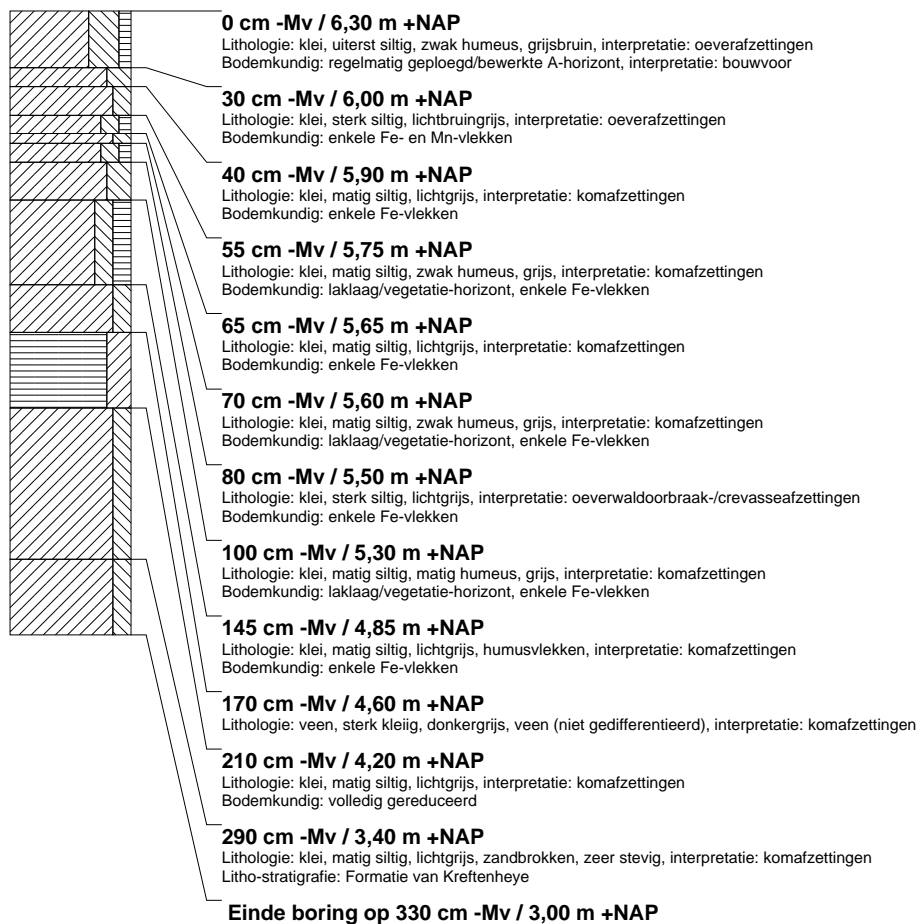 0 cm -Mv / 6,30 m +NAP
Lithologie: klei, uiterst siltig, zwak humeus, grijsbruin, interpretatie: oeverafzettingen
Bodemkundig: regelmatig geploegd/bewerkte A-horizont, interpretatie: bouwvoor
30 cm -Mv / 6,00 m +NAP
Lithologie: klei, sterk siltig, lichtbruingrijs, interpretatie: oeverafzettingen
Bodemkundig: enkele Fe- en Mn-vlekken
40 cm -Mv / 5,90 m +NAP
Lithologie: klei, matig siltig, lichtgrijs, interpretatie: komafzettingen
Bodemkundig: enkele Fe-vlekken
55 cm -Mv / 5,75 m +NAP
Lithologie: klei, matig siltig, zwak humeus, grijs, interpretatie: komafzettingen
Bodemkundig: laklaag/vegetatie-horizont, enkele Fe-vlekken
65 cm -Mv / 5,65 m +NAP
Lithologie: klei, matig siltig, lichtgrijs, interpretatie: komafzettingen
Bodemkundig: enkele Fe-vlekken
70 cm -Mv / 5,60 m +NAP
Lithologie: klei, matig siltig, zwak humeus, grijs, interpretatie: komafzettingen
Bodemkundig: laklaag/vegetatie-horizont, enkele Fe-vlekken
80 cm -Mv / 5,50 m +NAP
Lithologie: klei, sterk siltig, lichtgrijs, interpretatie: oeverwaldoorbraak-/crevasseafzettingen
Bodemkundig: enkele Fe-vlekken
100 cm -Mv / 5,30 m +NAP
Lithologie: klei, matig siltig, matig humeus, grijs, interpretatie: komafzettingen
Bodemkundig: laklaag/vegetatie-horizont, enkele Fe-vlekken
145 cm -Mv / 4,85 m +NAP
Lithologie: klei, matig siltig, lichtgrijs, humusvlekken, interpretatie: komafzettingen
Bodemkundig: enkele Fe-vlekken
170 cm -Mv / 4,60 m +NAP
Lithologie: veen, sterk kleiig, donkergrijs, veen (niet gedifferentieerd), interpretatie: komafzettingen
210 cm -Mv / 4,20 m +NAP
Lithologie: klei, matig siltig, lichtgrijs, interpretatie: komafzettingen
Bodemkundig: volledig gereduceerd
290 cm -Mv / 3,40 m +NAP
Lithologie: klei, matig siltig, lichtgrijs, zandbrokken, zeer stevig, interpretatie: komafzettingen
Litho-stratigrafie: Formatie van Kreftenheye
Einde boring op 330 cm -Mv / 3,00 m +NAP